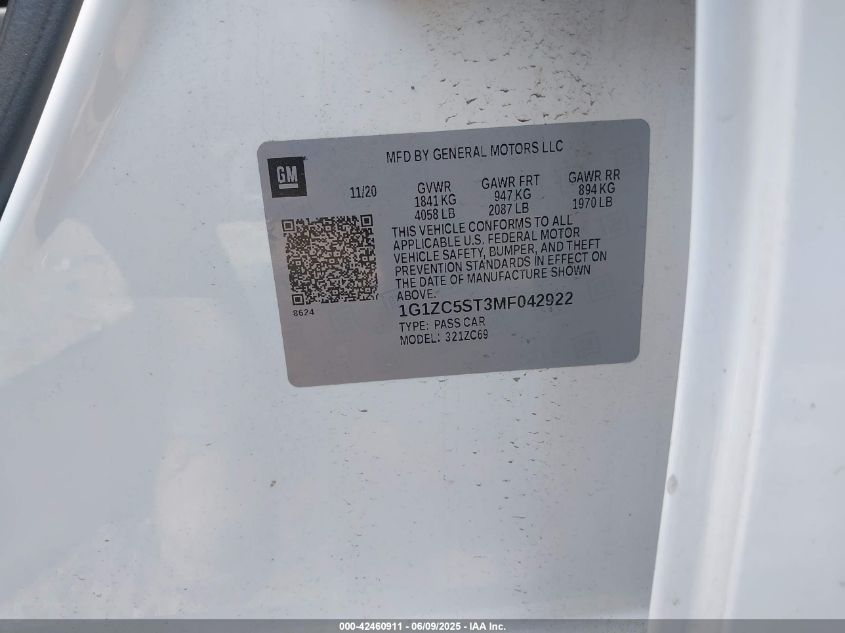 MFD BY GENERAL MOTORS LLC
GM
11/20
GVWR
1841 KG
4058 LB
GAWR FRT
947 KG
2087 LB
GAWR RR
894 KG
1970 LB
THIS VEHICLE CONFORMS TO ALL
APPLICABLE U.S. FEDERAL MOTOR
VEHICLE SAFETY, BUMPER, AND THEFT
PREVENTION STANDARDS IN EFFECT ON
THE DATE OF MANUFACTURE SHOWN
ABOVE.
8624
1G1ZC5ST3MF042922
TYPE: PASS CAR
MODEL: 321ZC69
000-42460911 - 06/09/2025 - IAA Inc.